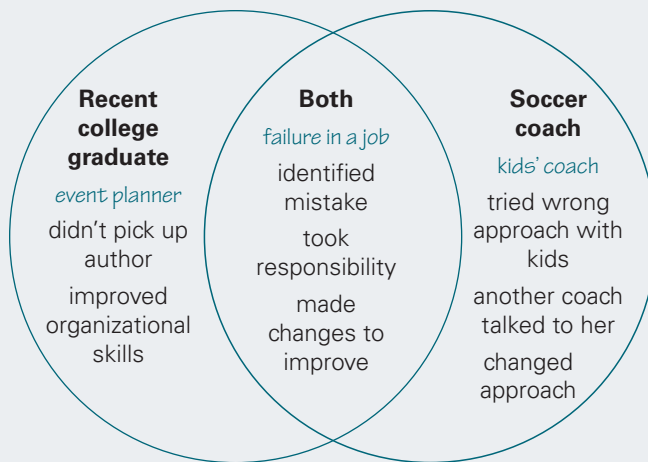 Recent
college
graduate
event planner
didn't pick up
author
improved
organizational
skills
Both
failure in a job
identified
mistake
took
responsibility
made
changes to
improve
Soccer
coach
kids' coach
tried wrong
approach with
kids
another coach
talked to her
changed
approach